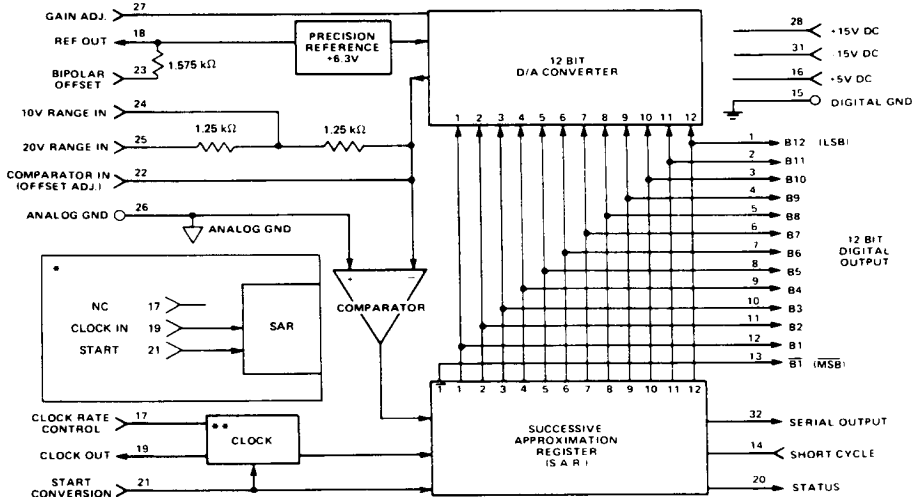 GAIN ADJ. 27
REF OUT 18
1.575 kΩ
BIPOLAR OFFSET 23
PRECISION REFERENCE +6.3V
12 BIT D/A CONVERTER
1 2 3 4 5 6 7 8 9 10 11 12
28 +15V DC
31 -15V DC
16 +5V DC
15 DIGITAL GND
10V RANGE IN 24
20V RANGE IN 25
1.25 kΩ
1.25 kΩ
COMPARATOR IN (OFFSET ADJ.) 22
ANALOG GND 26
ANALOG GND
+ −
COMPARATOR
1 B12 (LSB)
2 B11
3 B10
4 B9
5 B8
6 B7
7 B6
8 B5
9 B4
10 B3
11 B2
12 B1
13 B̅1̅ (M̅S̅B̅)
12 BIT
DIGITAL
OUTPUT
*
NC 17
CLOCK IN 19
START 21
SAR
CLOCK RATE CONTROL 17
CLOCK OUT 19
START CONVERSION 21
** CLOCK
1̅ 1 2 3 4 5 6 7 8 9 10 11 12
SUCCESSIVE
APPROXIMATION
REGISTER
(S A R)
32 SERIAL OUTPUT
14 SHORT CYCLE
20 STATUS